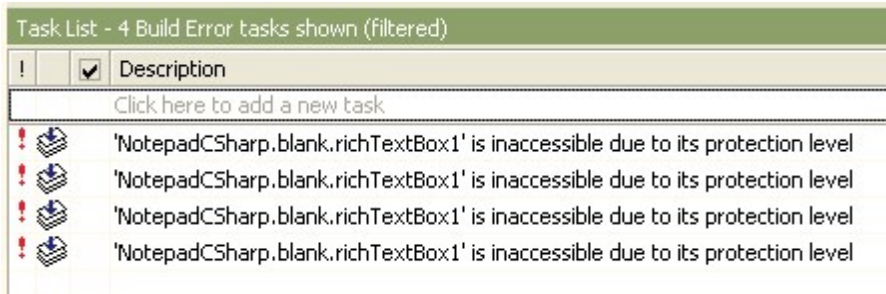 Task List - 4 Build Error tasks shown (filtered)
! Description
Click here to add a new task
! 'NotepadCSharp.blank.richTextBox1' is inaccessible due to its protection level
! 'NotepadCSharp.blank.richTextBox1' is inaccessible due to its protection level
! 'NotepadCSharp.blank.richTextBox1' is inaccessible due to its protection level
! 'NotepadCSharp.blank.richTextBox1' is inaccessible due to its protection level